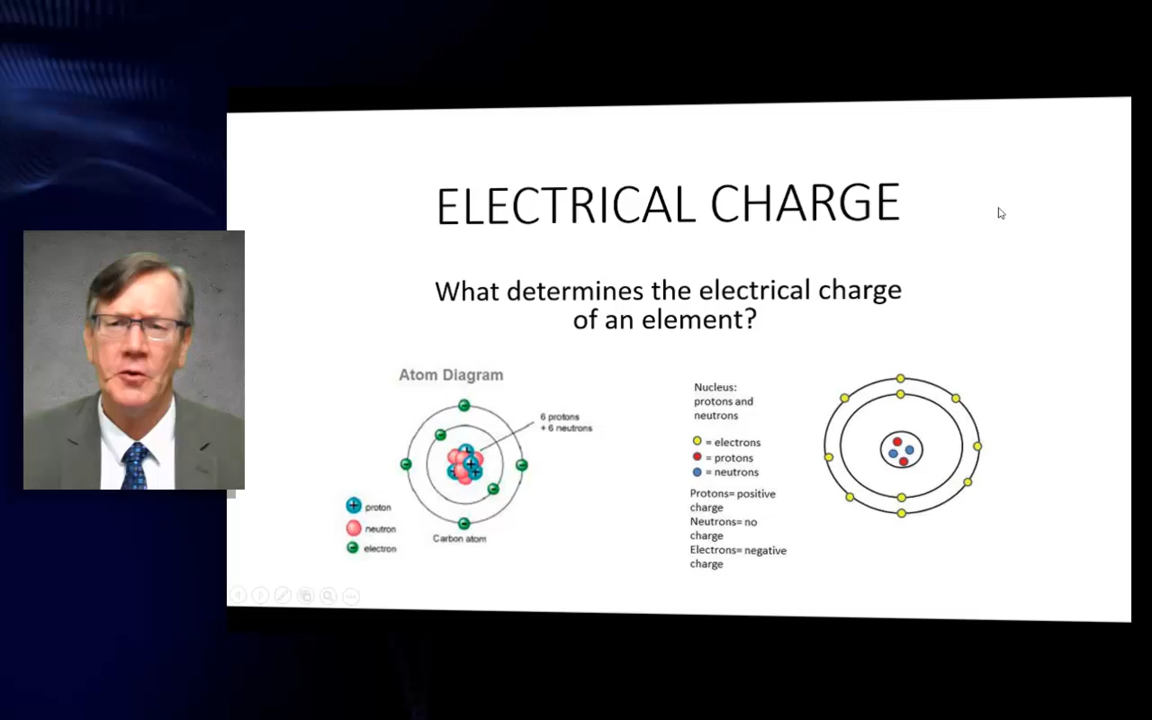 ELECTRICAL CHARGE
What determines the electrical charge
of an element?
Atom Diagram
6 protons
+ 6 neutrons
proton
neutron
electron
Carbon atom
Nucleus:
protons and
neutrons
= electrons
= protons
= neutrons
Protons= positive
charge
Neutrons= no
charge
Electrons= negative
charge